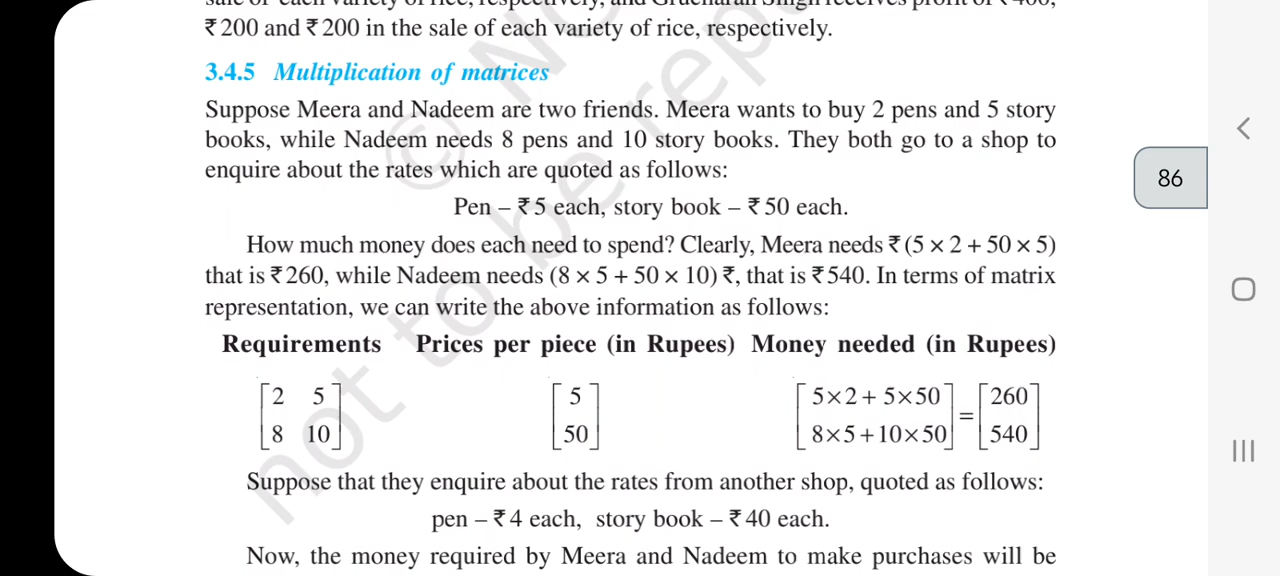 ₹ 200 and ₹ 200 in the sale of each variety of rice, respectively.
3.4.5 Multiplication of matrices
Suppose Meera and Nadeem are two friends. Meera wants to buy 2 pens and 5 story
books, while Nadeem needs 8 pens and 10 story books. They both go to a shop to
enquire about the rates which are quoted as follows:
Pen – ₹ 5 each, story book – ₹ 50 each.
How much money does each need to spend? Clearly, Meera needs ₹ (5 × 2 + 50 × 5)
that is ₹ 260, while Nadeem needs (8 × 5 + 50 × 10) ₹, that is ₹ 540. In terms of matrix
representation, we can write the above information as follows:
Requirements Prices per piece (in Rupees) Money needed (in Rupees)
[2 5] [5] [5×2 + 5×50] = [260]
[8 10] [50] [8×5+10×50] [540]
Suppose that they enquire about the rates from another shop, quoted as follows:
pen – ₹ 4 each, story book – ₹ 40 each.
Now, the money required by Meera and Nadeem to make purchases will be
86
© N
not to be rep